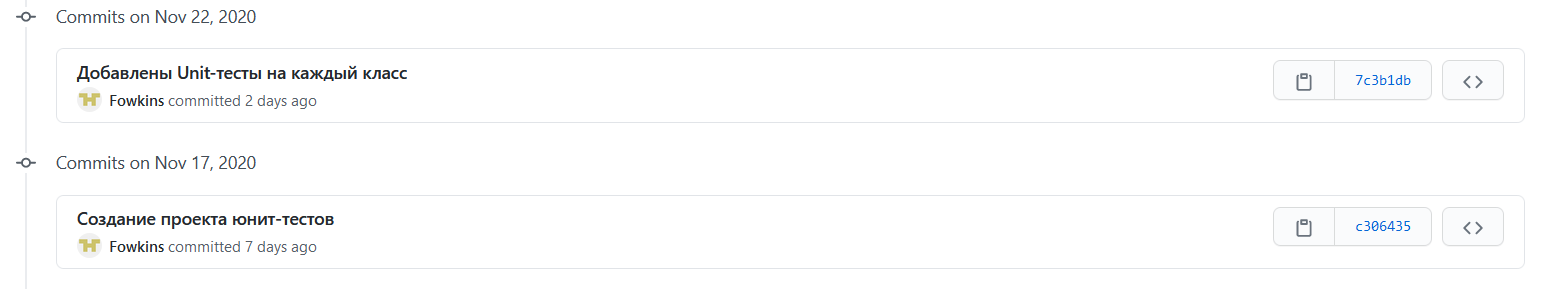 Commits on Nov 22, 2020
Добавлены Unit-тесты на каждый класс
7c3b1db
Fowkins committed 2 days ago
Commits on Nov 17, 2020
Создание проекта юнит-тестов
c306435
Fowkins committed 7 days ago